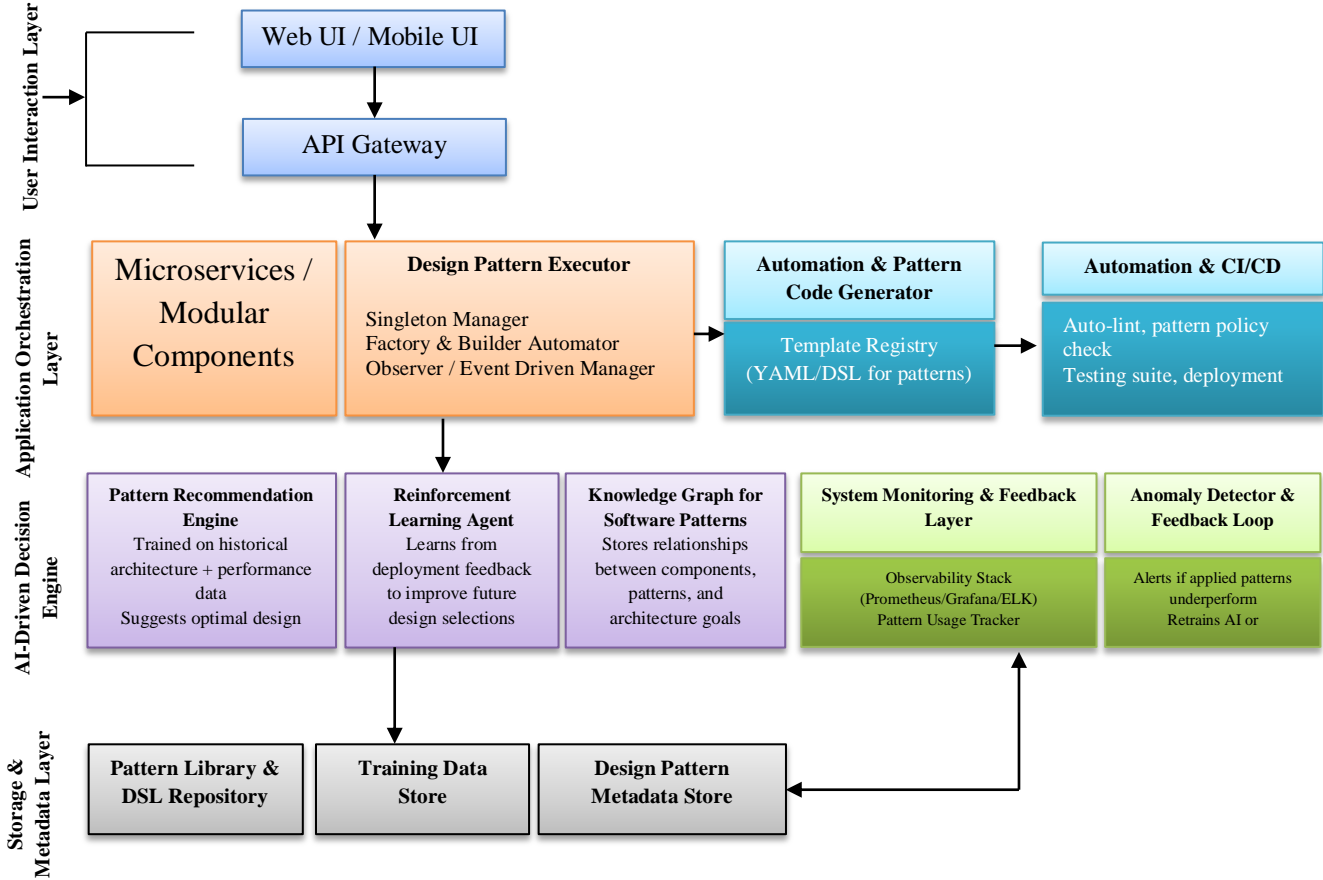 User Interaction Layer
Web UI / Mobile UI
API Gateway
Application Orchestration
Layer
Microservices /
Modular
Components
Design Pattern Executor
Singleton Manager
Factory & Builder Automator
Observer / Event Driven Manager
Automation & Pattern
Code Generator
Template Registry
(YAML/DSL for patterns)
Automation & CI/CD
Auto-lint, pattern policy
check
Testing suite, deployment
AI-Driven Decision
Engine
Pattern Recommendation
Engine
Trained on historical
architecture + performance
data
Suggests optimal design
Reinforcement
Learning Agent
Learns from
deployment feedback
to improve future
design selections
Knowledge Graph for
Software Patterns
Stores relationships
between components,
patterns, and
architecture goals
System Monitoring & Feedback
Layer
Observability Stack
(Prometheus/Grafana/ELK)
Pattern Usage Tracker
Anomaly Detector &
Feedback Loop
Alerts if applied patterns
underperform
Retrains AI or
Storage &
Metadata Layer
Pattern Library &
DSL Repository
Training Data
Store
Design Pattern
Metadata Store